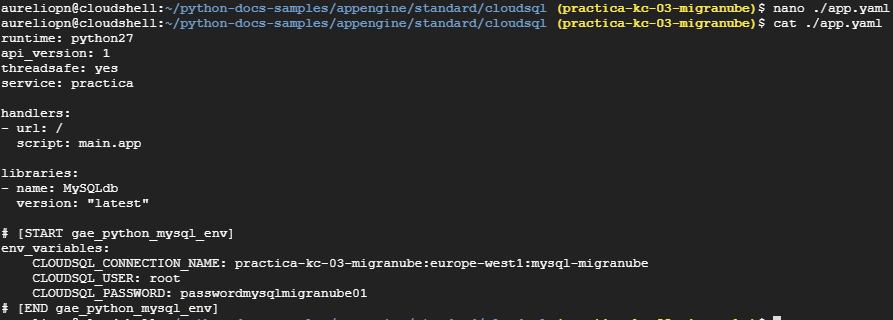 aureliopn@cloudshell:~/python-docs-samples/appengine/standard/cloudsql (practica-kc-03-migranube)$ nano ./app.yaml
aureliopn@cloudshell:~/python-docs-samples/appengine/standard/cloudsql (practica-kc-03-migranube)$ cat ./app.yaml
runtime: python27
api_version: 1
threadsafe: yes
service: practica

handlers:
- url: /
  script: main.app

libraries:
- name: MySQLdb
  version: "latest"

# [START gae_python_mysql_env]
env_variables:
    CLOUDSQL_CONNECTION_NAME: practica-kc-03-migranube:europe-west1:mysql-migranube
    CLOUDSQL_USER: root
    CLOUDSQL_PASSWORD: passwordmysqlmigranube01
# [END gae_python_mysql_env]